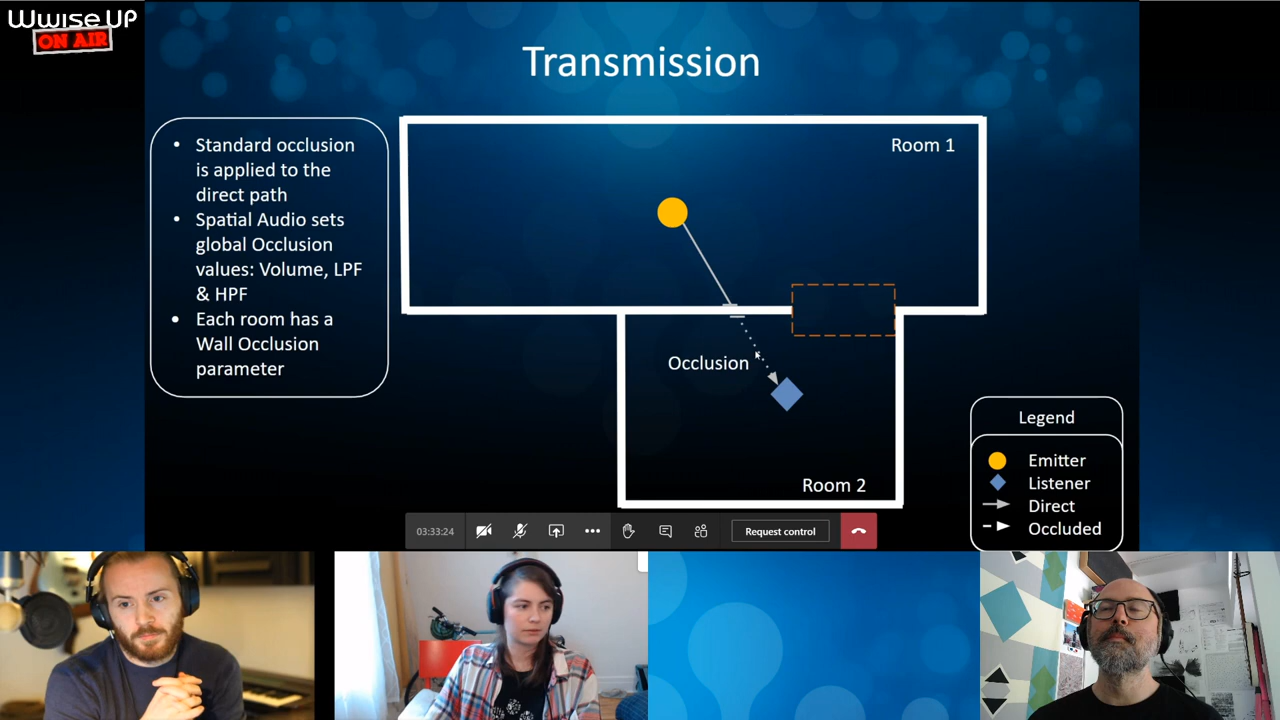 Wwise UP
ON AIR
Transmission
• Standard occlusion
is applied to the
direct path
• Spatial Audio sets
global Occlusion
values: Volume, LPF
& HPF
• Each room has a
Wall Occlusion
parameter
Room 1
Occlusion
Room 2
Legend
Emitter
Listener
Direct
Occluded
03:33:24
Request control